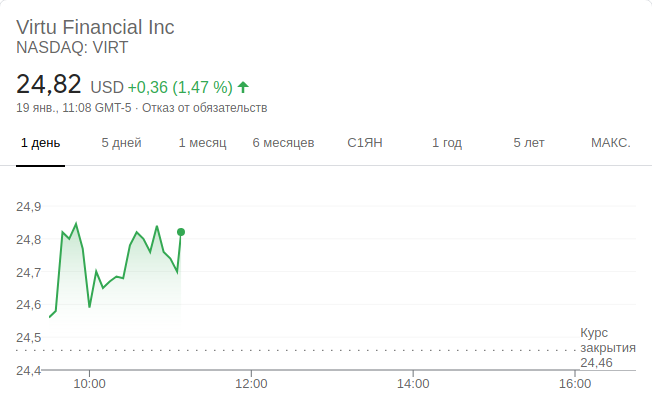 Virtu Financial Inc
NASDAQ: VIRT
24,82 USD +0,36 (1,47 %)
19 янв., 11:08 GMT-5 · Отказ от обязательств
1 день 5 дней 1 месяц 6 месяцев С1ЯН 1 год 5 лет МАКС.
24,9
24,8
24,7
24,6
24,5
24,4
Курс
закрытия
24,46
10:00 12:00 14:00 16:00